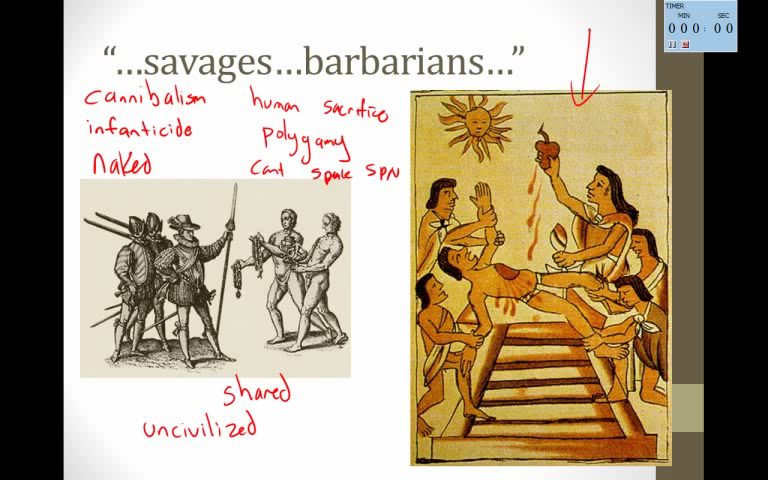 TIMER
MIN SEC
000:00
“...savages...barbarians...”
cannibalism human sacrifice
infanticide polygamy
naked cant speak SPN
shared
uncivilized